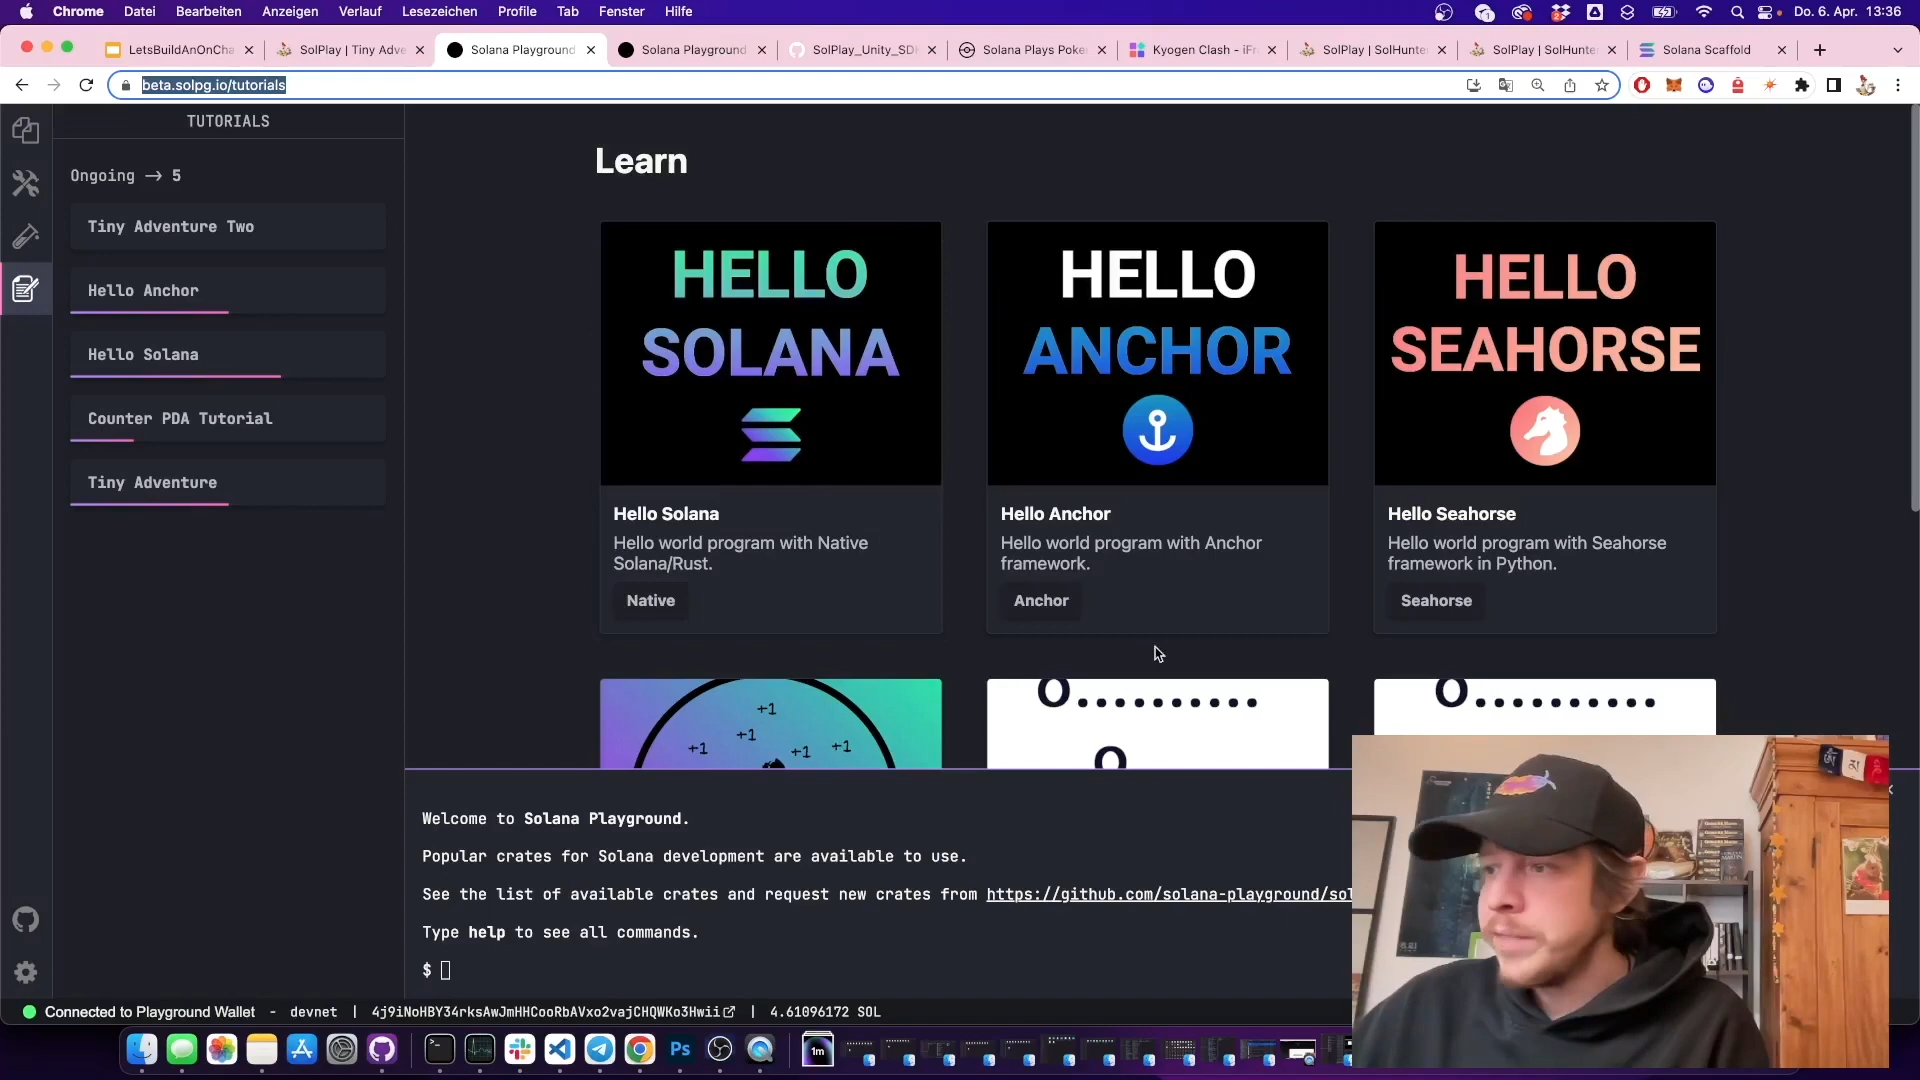 Chrome Datei Bearbeiten Anzeigen Verlauf Lesezeichen Profile Tab Fenster Hilfe Do. 6. Apr. 13:36
LetsBuildAnOnCha SolPlay | Tiny Adve Solana Playground Solana Playground SolPlay_Unity_SD Solana Plays Poke Kyogen Clash - iFr SolPlay | SolHunte SolPlay | SolHunte Solana Scaffold
beta.solpg.io/tutorials
TUTORIALS
Ongoing → 5
Tiny Adventure Two
Hello Anchor
Hello Solana
Counter PDA Tutorial
Tiny Adventure
Learn
HELLO
SOLANA
Hello Solana
Hello world program with Native
Solana/Rust.
Native
HELLO
ANCHOR
Hello Anchor
Hello world program with Anchor
framework.
Anchor
HELLO
SEAHORSE
Hello Seahorse
Hello world program with Seahorse
framework in Python.
Seahorse
+1
+1
+1
+1
+1
O..........
O
O..........
Welcome to Solana Playground.
Popular crates for Solana development are available to use.
See the list of available crates and request new crates from https://github.com/solana-playground/sol
Type help to see all commands.
$
Connected to Playground Wallet - devnet | 4j9iNoHBY34rksAwJmHHCooRbAVxo2vajCHQWKo3Hwii | 4.61096172 SOL
Ps
1m